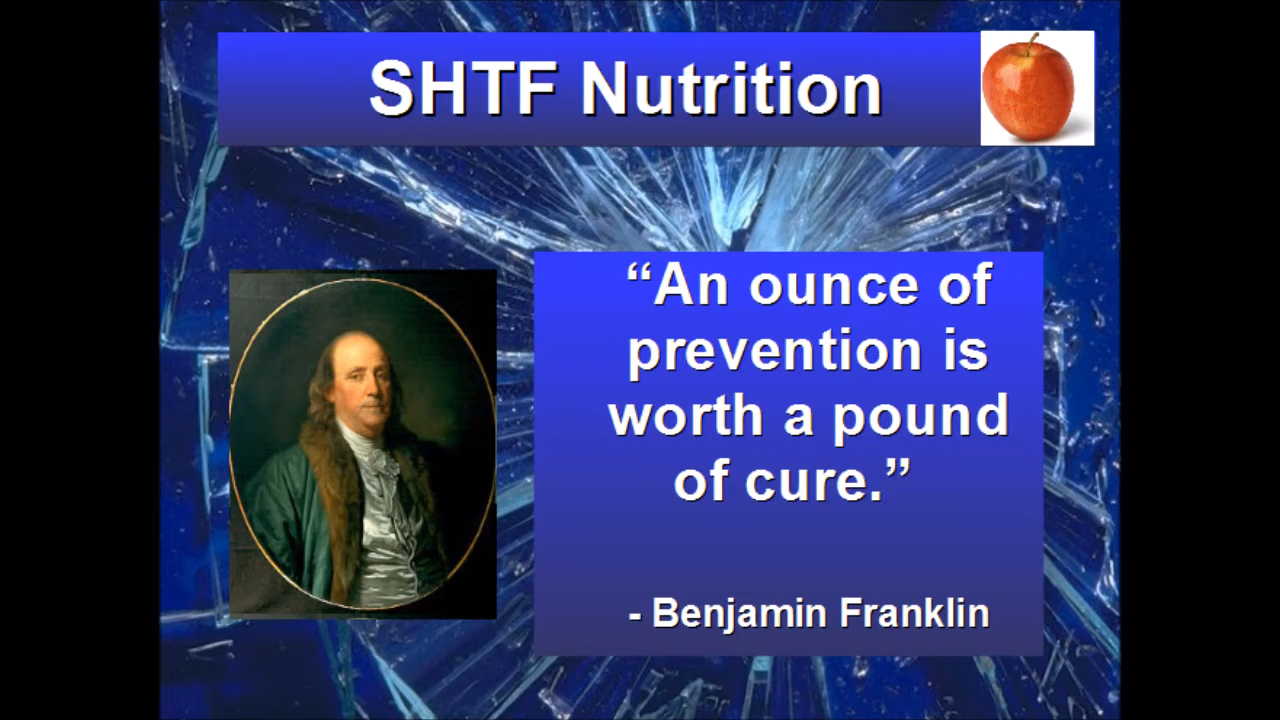 SHTF Nutrition
“An ounce of
prevention is
worth a pound
of cure.”
- Benjamin Franklin